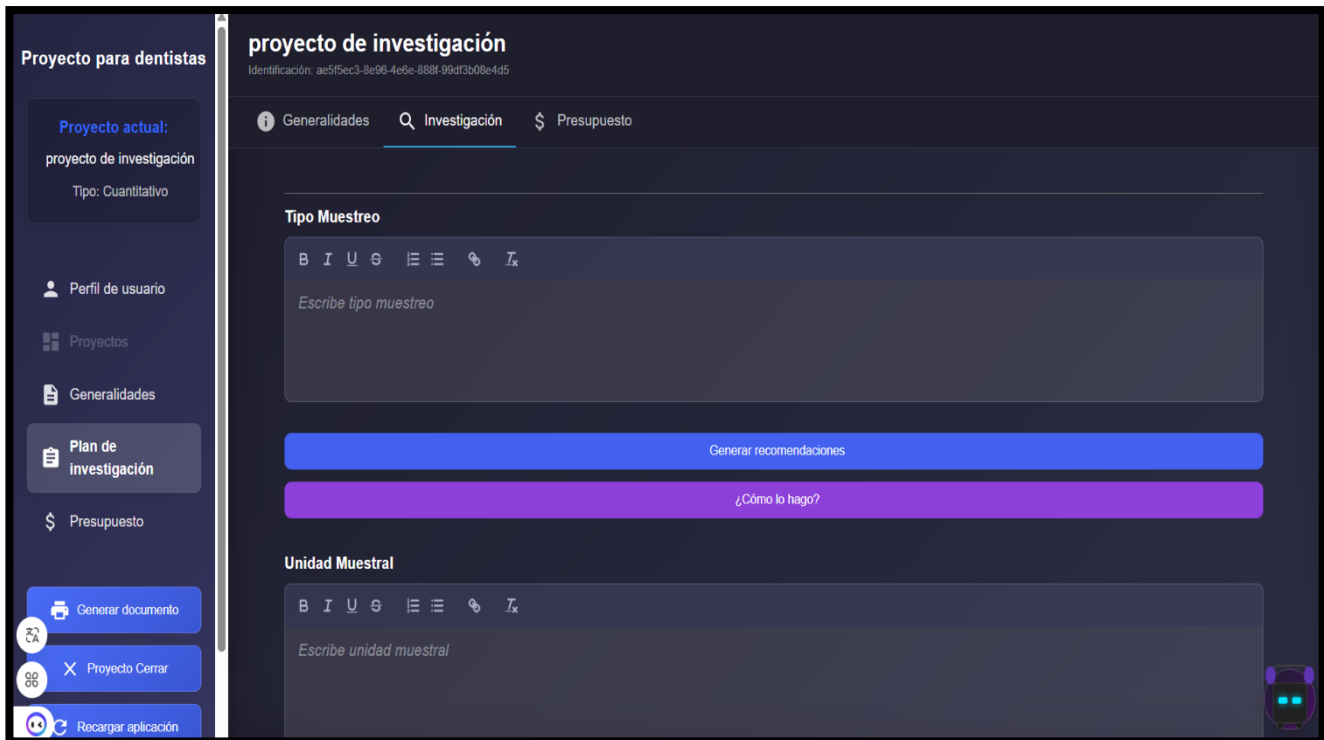 Proyecto para dentistas
Proyecto actual:
proyecto de investigación
Tipo: Cuantitativo
Perfil de usuario
Proyectos
Generalidades
Plan de
investigación
$ Presupuesto
Generar documento
Proyecto Cerrar
Recargar aplicación
proyecto de investigación
Identificación: ae5f5ec3-8e96-4e6e-888f-99df3b08e4d5
Generalidades
Investigación
$ Presupuesto
Tipo Muestreo
B I U S
Escribe tipo muestreo
Generar recomendaciones
¿Cómo lo hago?
Unidad Muestral
B I U S
Escribe unidad muestral